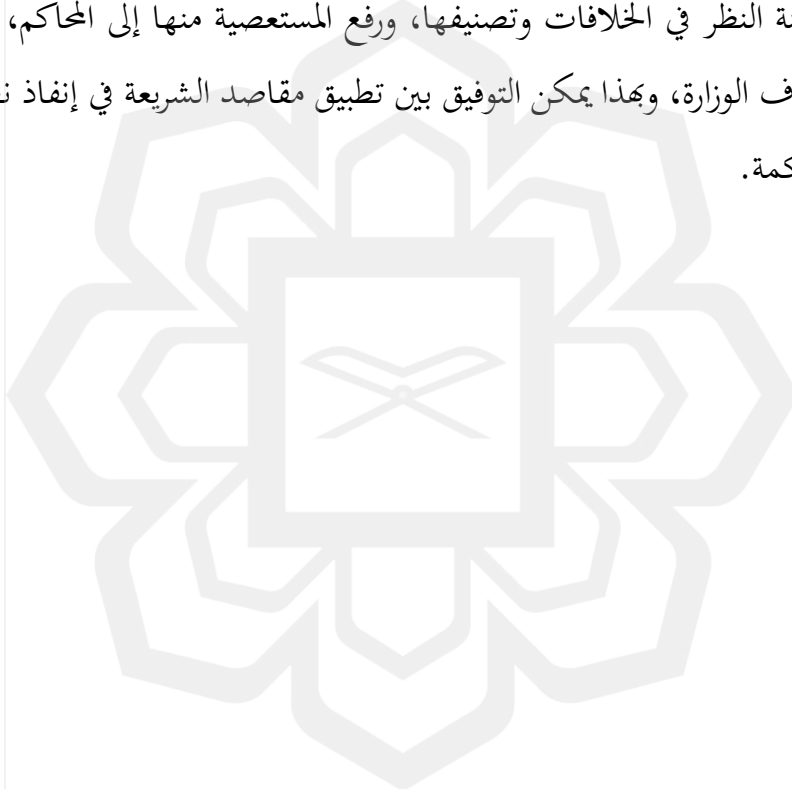 النظر في الخلافات وتصنيفها، ورفع المستعصية منها إلى المحاكم،
الوزارة، وبهذا يمكن التوفيق بين تطبيق مقاصد الشريعة في إنفاذ